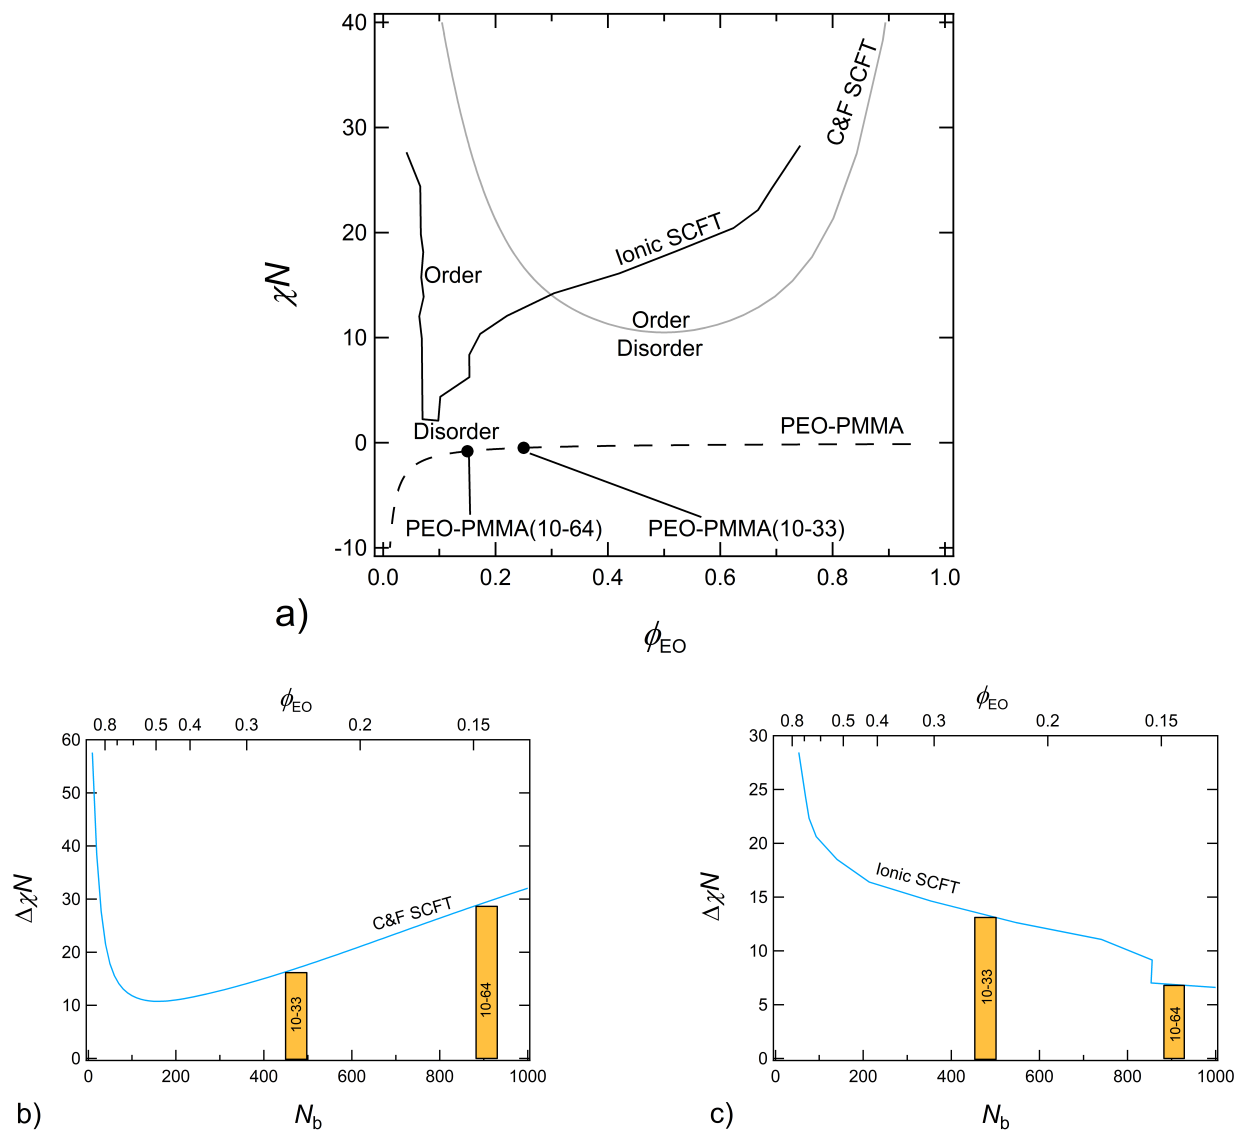 40
30
20
10
0
-10
χN
C&F SCFT
Ionic SCFT
Order
Order
Disorder
Disorder
PEO-PMMA
PEO-PMMA(10-64) PEO-PMMA(10-33)
0.0 0.2 0.4 0.6 0.8 1.0
a)
ϕEO
ϕEO
0.8 0.5 0.4 0.3 0.2 0.15
60
50
40
30
20
10
0
ΔχN
C&F SCFT
10-33
10-64
0 200 400 600 800 1000
b)
Nb
ϕEO
0.8 0.5 0.4 0.3 0.2 0.15
30
25
20
15
10
5
0
ΔχN
Ionic SCFT
10-33
10-64
0 200 400 600 800 1000
c)
Nb